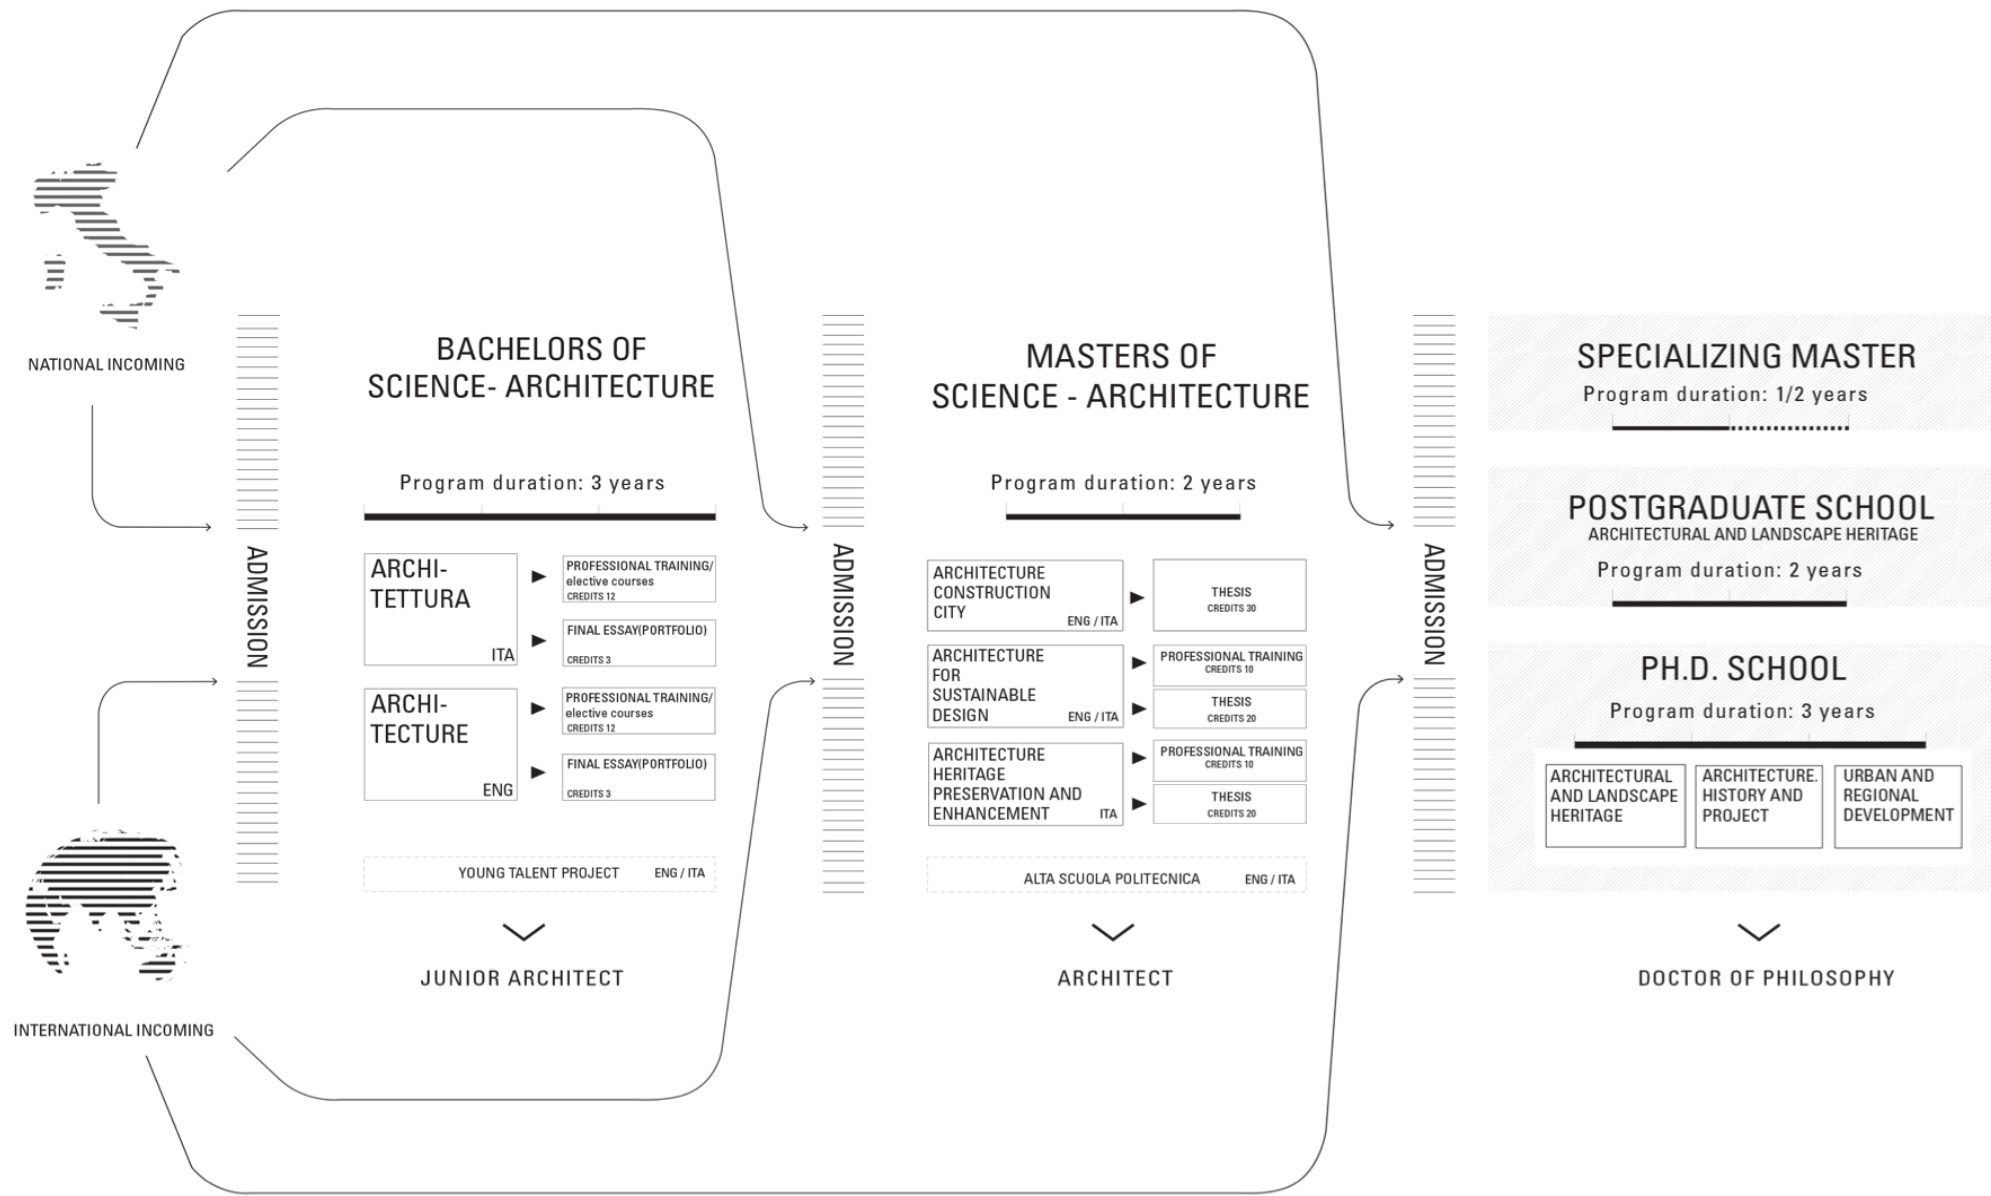 NATIONAL INCOMING
INTERNATIONAL INCOMING
ADMISSION
BACHELORS OF
SCIENCE- ARCHITECTURE
Program duration: 3 years
ARCHI-
TETTURA
ITA
PROFESSIONAL TRAINING/
elective courses
CREDITS 12
FINAL ESSAY(PORTFOLIO)
CREDITS 3
ARCHI-
TECTURE
ENG
PROFESSIONAL TRAINING/
elective courses
CREDITS 12
FINAL ESSAY(PORTFOLIO)
CREDITS 3
YOUNG TALENT PROJECT ENG / ITA
JUNIOR ARCHITECT
ADMISSION
MASTERS OF
SCIENCE - ARCHITECTURE
Program duration: 2 years
ARCHITECTURE
CONSTRUCTION
CITY
ENG / ITA
THESIS
CREDITS 30
ARCHITECTURE
FOR
SUSTAINABLE
DESIGN ENG / ITA
PROFESSIONAL TRAINING
CREDITS 10
THESIS
CREDITS 20
ARCHITECTURE
HERITAGE
PRESERVATION AND
ENHANCEMENT ITA
PROFESSIONAL TRAINING
CREDITS 10
THESIS
CREDITS 20
ALTA SCUOLA POLITECNICA ENG / ITA
ARCHITECT
ADMISSION
SPECIALIZING MASTER
Program duration: 1/2 years
POSTGRADUATE SCHOOL
ARCHITECTURAL AND LANDSCAPE HERITAGE
Program duration: 2 years
PH.D. SCHOOL
Program duration: 3 years
ARCHITECTURAL
AND LANDSCAPE
HERITAGE
ARCHITECTURE.
HISTORY AND
PROJECT
URBAN AND
REGIONAL
DEVELOPMENT
DOCTOR OF PHILOSOPHY